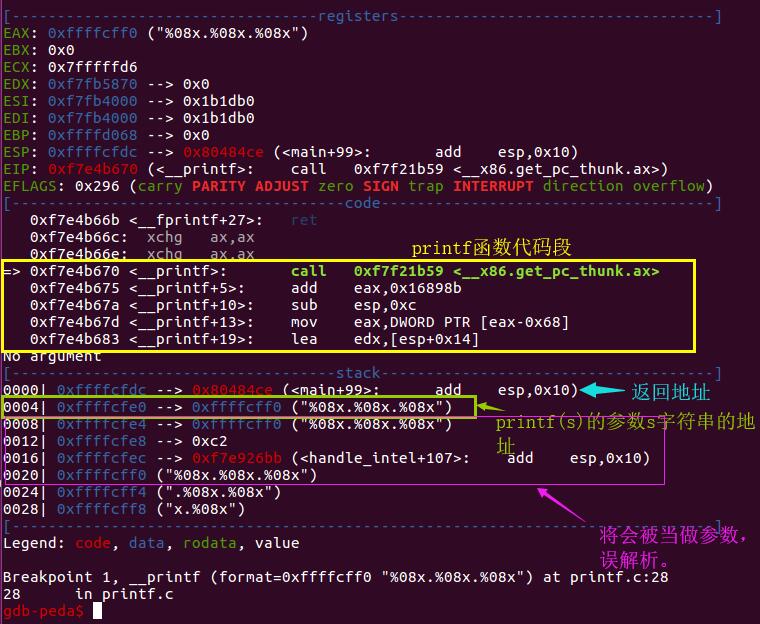 [----------------------------------registers-----------------------------------]
EAX: 0xffffcff0 ("%08x.%08x.%08x")
EBX: 0x0
ECX: 0x7fffffd6
EDX: 0xf7fb5870 --> 0x0
ESI: 0xf7fb4000 --> 0x1b1db0
EDI: 0xf7fb4000 --> 0x1b1db0
EBP: 0xffffd068 --> 0x0
ESP: 0xffffcfdc --> 0x80484ce (<main+99>: add esp,0x10)
EIP: 0xf7e4b670 (<__printf>: call 0xf7f21b59 <__x86.get_pc_thunk.ax>)
EFLAGS: 0x296 (carry PARITY ADJUST zero SIGN trap INTERRUPT direction overflow)
[-------------------------------------code-------------------------------------]
0xf7e4b66b <__fprintf+27>: ret
0xf7e4b66c: xchg ax,ax
0xf7e4b66e: xchg ax,ax
printf函数代码段
=> 0xf7e4b670 <__printf>: call 0xf7f21b59 <__x86.get_pc_thunk.ax>
0xf7e4b675 <__printf+5>: add eax,0x16898b
0xf7e4b67a <__printf+10>: sub esp,0xc
0xf7e4b67d <__printf+13>: mov eax,DWORD PTR [eax-0x68]
0xf7e4b683 <__printf+19>: lea edx,[esp+0x14]
No argument
[------------------------------------stack-------------------------------------]
0000| 0xffffcfdc --> 0x80484ce (<main+99>: add esp,0x10)
返回地址
0004| 0xffffcfe0 --> 0xffffcff0 ("%08x.%08x.%08x")
0008| 0xffffcfe4 --> 0xffffcff0 ("%08x.%08x.%08x")
printf(s)的参数s字符串的地
址
0012| 0xffffcfe8 --> 0xc2
0016| 0xffffcfec --> 0xf7e926bb (<handle_intel+107>: add esp,0x10)
0020| 0xffffcff0 ("%08x.%08x.%08x")
0024| 0xffffcff4 (".%08x.%08x")
0028| 0xffffcff8 ("x.%08x")
[------------------------------------------------------------------------------]
将会被当做参数，
误解析。
Legend: code, data, rodata, value
Breakpoint 1, __printf (format=0xffffcff0 "%08x.%08x.%08x") at printf.c:28
28 in printf.c
gdb-peda$